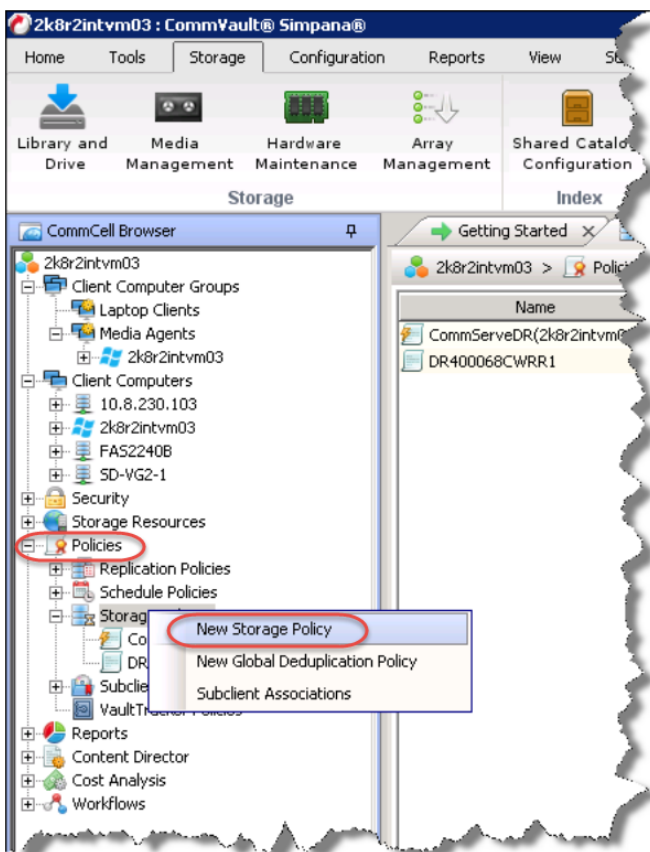 2k8r2intvm03 : CommVault® Simpana®
Home Tools Storage Configuration Reports View
Library and Drive
Media Management
Hardware Maintenance
Array Management
Shared Configuration
Storage
Index
CommCell Browser
Getting Started
2k8r2intvm03
2k8r2intvm03 >
Client Computer Groups
Laptop Clients
Media Agents
2k8r2intvm03
Client Computers
10.8.230.103
2k8r2intvm03
FAS2240B
SD-VG2-1
Security
Storage Resources
Policies
Replication Policies
Schedule Policies
New Storage Policy
New Global Deduplication Policy
Subclient Associations
Reports
Content Director
Cost Analysis
Workflows
Name
DR400068CWRR1